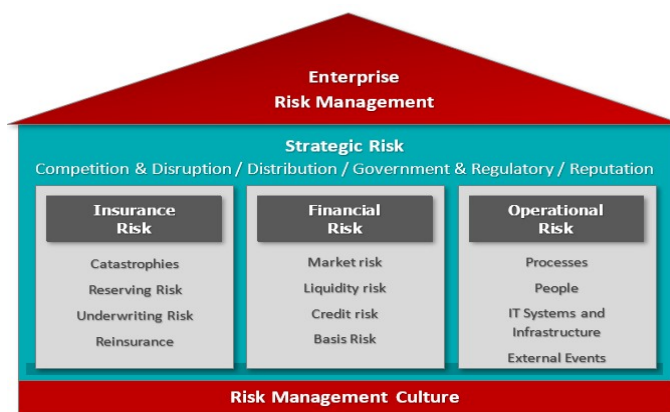 Enterprise
Risk Management
Strategic Risk
Competition & Disruption / Distribution / Government & Regulatory / Reputation
Insurance
Risk
Catastrophies
Reserving Risk
Underwriting Risk
Reinsurance
Financial
Risk
Market risk
Liquidity risk
Credit risk
Basis Risk
Operational
Risk
Processes
People
IT Systems and
Infrastructure
External Events
Risk Management Culture